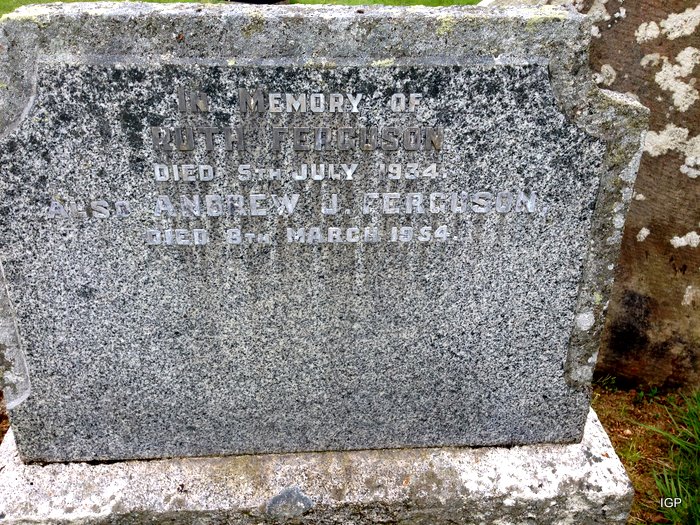 IN MEMORY OF
RUTH FERGUSON
DIED 5TH JULY 1934.
ALSO ANDREW J. FERGUSON,
DIED 8TH MARCH 1954.
IGP